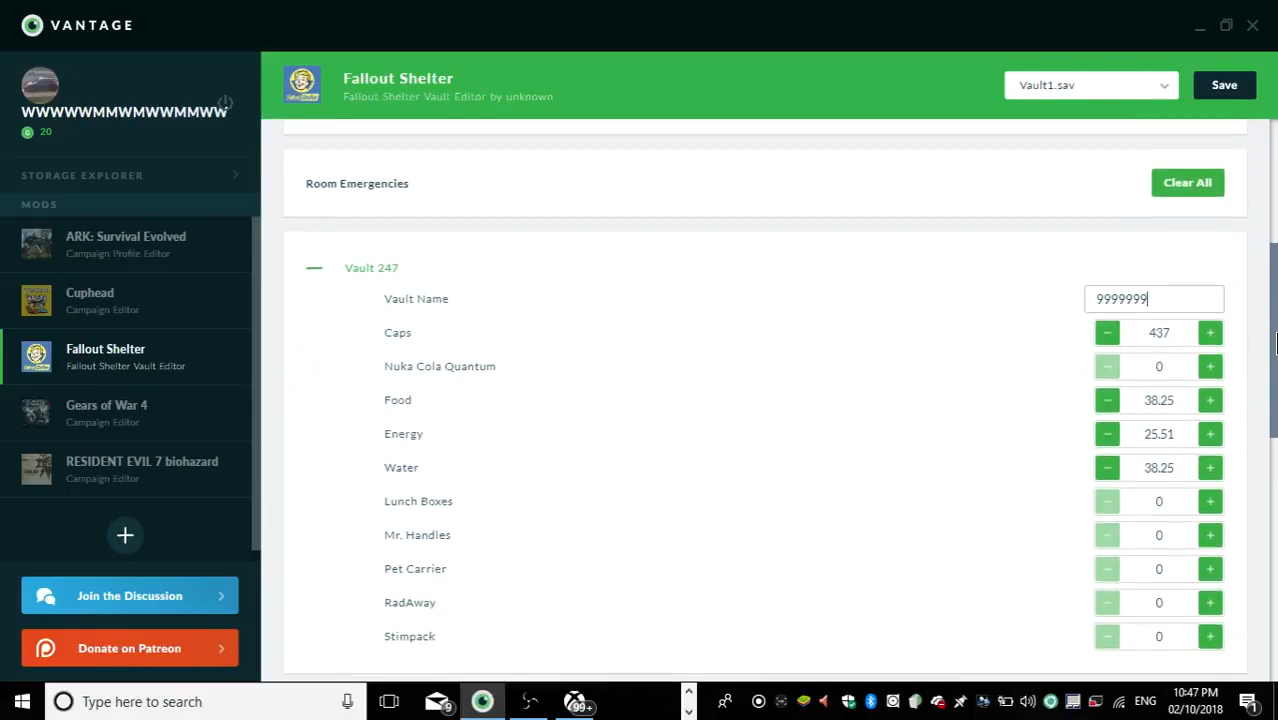 VANTAGE
WWWWWMMWMWWMMWW
20
STORAGE EXPLORER
MODS
ARK: Survival Evolved
Campaign Profile Editor
Cuphead
Campaign Editor
Fallout Shelter
Fallout Shelter Vault Editor
Gears of War 4
Campaign Editor
RESIDENT EVIL 7 biohazard
Campaign Editor
Join the Discussion
Donate on Patreon
Fallout Shelter
Fallout Shelter Vault Editor by unknown
Vault1.sav
Save
Room Emergencies
Clear All
Vault 247
Vault Name 9999999
Caps 437
Nuka Cola Quantum 0
Food 38.25
Energy 25.51
Water 38.25
Lunch Boxes 0
Mr. Handles 0
Pet Carrier 0
RadAway 0
Stimpack 0
Type here to search
9
99+
ENG
10:47 PM
02/10/2018
1